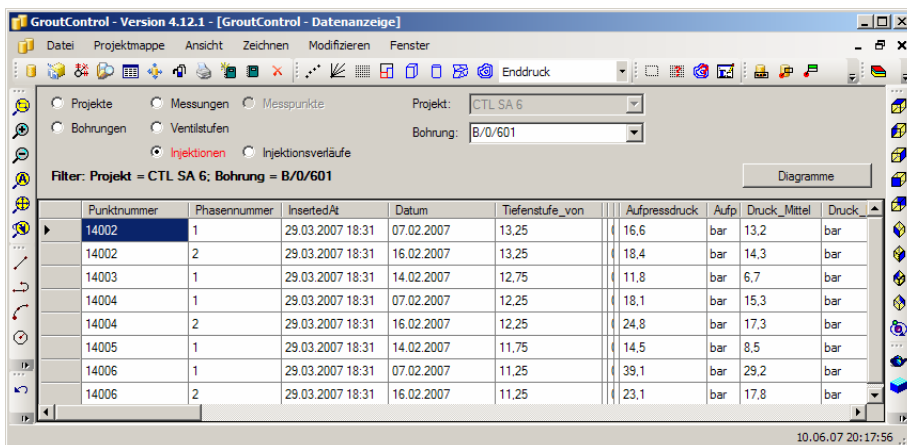 GroutControl - Version 4.12.1 - [GroutControl - Datenanzeige]
Datei Projektmappe Ansicht Zeichnen Modifizieren Fenster
Enddruck
Projekte Messungen Messpunkte Projekt: CTL SA 6
Bohrungen Ventilstufen Bohrung: B/0/601
Injektionen Injektionsverläufe
Filter: Projekt = CTL SA 6; Bohrung = B/0/601 Diagramme
Punktnummer Phasennummer InsertedAt Datum Tiefenstufe_von Aufpressdruck Aufp Druck_Mittel Druck_
14002 1 29.03.2007 18:31 07.02.2007 13,25 16,6 bar 13,2 bar
14002 2 29.03.2007 18:31 16.02.2007 13,25 18,4 bar 14,3 bar
14003 1 29.03.2007 18:31 14.02.2007 12,75 11,8 bar 6,7 bar
14004 1 29.03.2007 18:31 07.02.2007 12,25 18,1 bar 15,3 bar
14004 2 29.03.2007 18:31 16.02.2007 12,25 24,8 bar 17,3 bar
14005 1 29.03.2007 18:31 14.02.2007 11,75 14,5 bar 8,5 bar
14006 1 29.03.2007 18:31 07.02.2007 11,25 39,1 bar 29,2 bar
14006 2 29.03.2007 18:31 16.02.2007 11,25 23,1 bar 17,8 bar
10.06.07 20:17:56